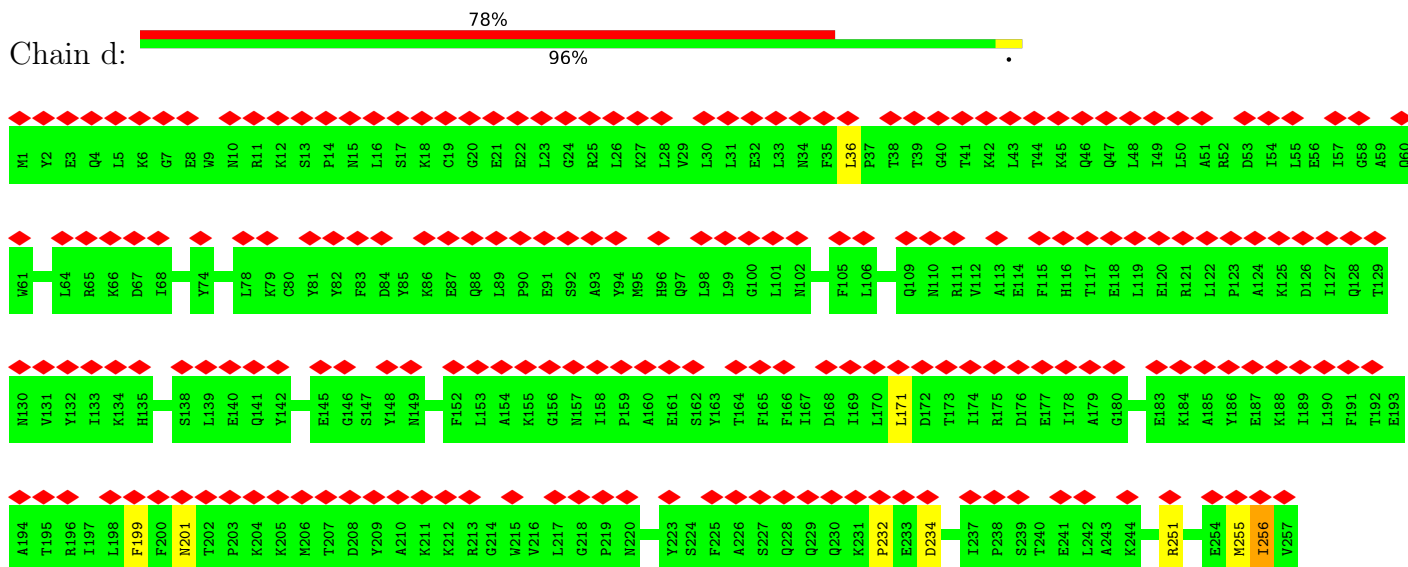 78%
Chain d:
96%
.
M1 Y2 E3 Q4 L5 K6 G7 E8 W9 N10 R11 K12 S13 P14 N15 L16 S17 K18 C19 G20 E21 E22 L23 G24 R25 L26 K27 L28 V29 L30 L31 E32 L33 N34 F35 L36 P37 T38 T39 G40 T41 K42 L43 T44 K45 Q46 Q47 L48 I49 L50 A51 R52 D53 I54 L55 E56 I57 G58 A59 Q60
W61 L64 R65 K66 D67 I68 Y74 L78 K79 C80 Y81 Y82 F83 D84 Y85 K86 E87 Q88 L89 P90 E91 S92 A93 Y94 M95 H96 Q97 L98 L99 G100 L101 N102 F105 L106 Q109 N110 R111 V112 A113 E114 F115 H116 T117 E118 L119 E120 R121 L122 P123 A124 K125 D126 I127 Q128 T129
N130 V131 Y132 I133 K134 H135 S138 L139 E140 Q141 Y142 E145 G146 S147 Y148 N149 F152 L153 A154 K155 G156 N157 I158 P159 A160 E161 S162 Y163 T164 F165 F166 I167 D168 I169 L170 L171 D172 T173 I174 R175 D176 E177 I178 A179 G180 E183 K184 A185 Y186 E187 K188 I189 L190 F191 T192 E193
A194 T195 R196 I197 L198 F199 F200 N201 T202 P203 K204 K205 M206 T207 D208 Y209 A210 K211 K212 R213 G214 W215 V216 L217 G218 P219 N220 Y223 S224 F225 A226 S227 Q228 Q229 Q230 K231 P232 E233 D234 I237 P238 S239 T240 E241 L242 A243 K244 R251 E254 M255 I256 V257